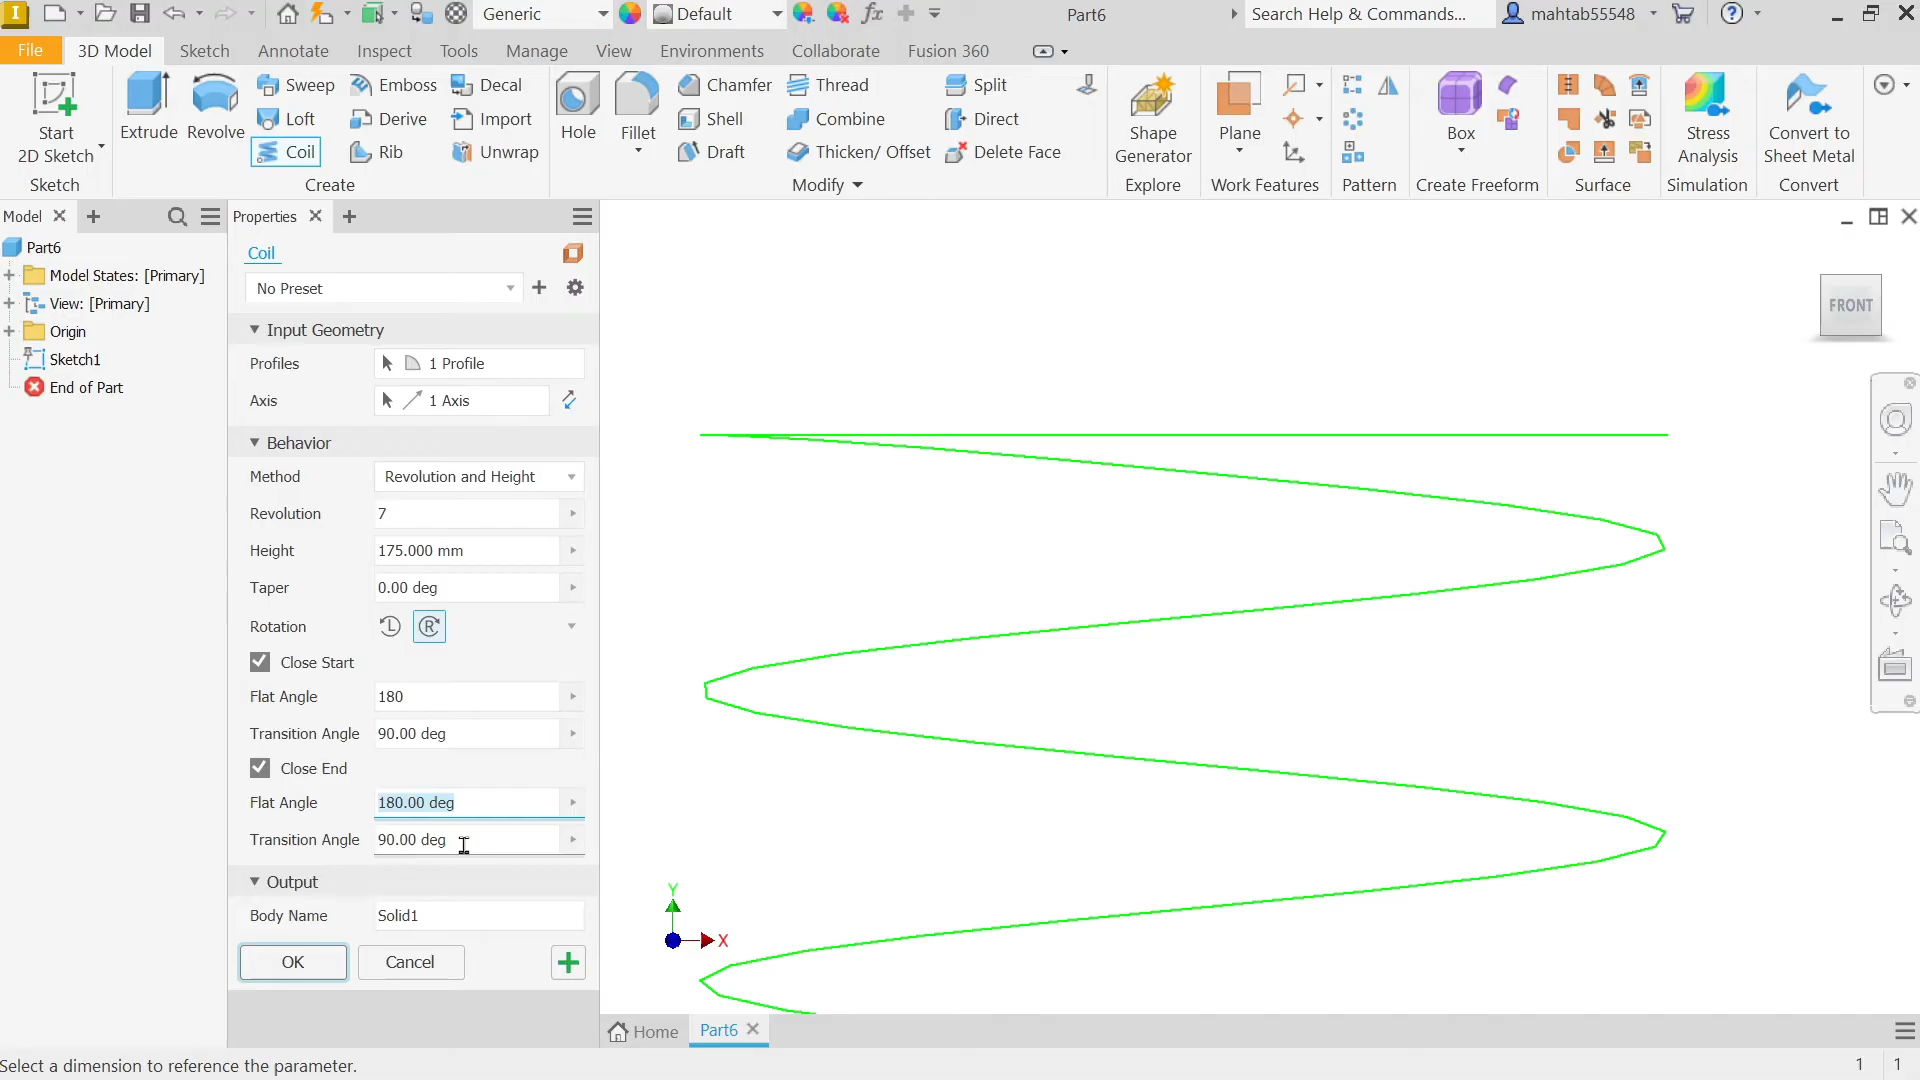 I Generic Default fx Part6 Search Help & Commands... mahtab55548 ?
File 3D Model Sketch Annotate Inspect Tools Manage View Environments Collaborate Fusion 360
Start
2D Sketch
Sketch
Extrude Revolve
Sweep Emboss Decal
Loft Derive Import
Coil Rib Unwrap
Create
Hole Fillet
Chamfer Thread Split
Shell Combine Direct
Draft Thicken/ Offset Delete Face
Modify
Shape
Generator
Explore
Plane
Work Features
Pattern
Box
Create Freeform
Surface
Stress
Analysis
Simulation
Convert to
Sheet Metal
Convert
Model
Part6
Model States: [Primary]
View: [Primary]
Origin
Sketch1
End of Part
Properties
Coil
No Preset
Input Geometry
Profiles 1 Profile
Axis 1 Axis
Behavior
Method Revolution and Height
Revolution 7
Height 175.000 mm
Taper 0.00 deg
Rotation L R
Close Start
Flat Angle 180
Transition Angle 90.00 deg
Close End
Flat Angle 180.00 deg
Transition Angle 90.00 deg
Output
Body Name Solid1
OK Cancel
FRONT
Y
X
Home Part6
Select a dimension to reference the parameter. 1 1